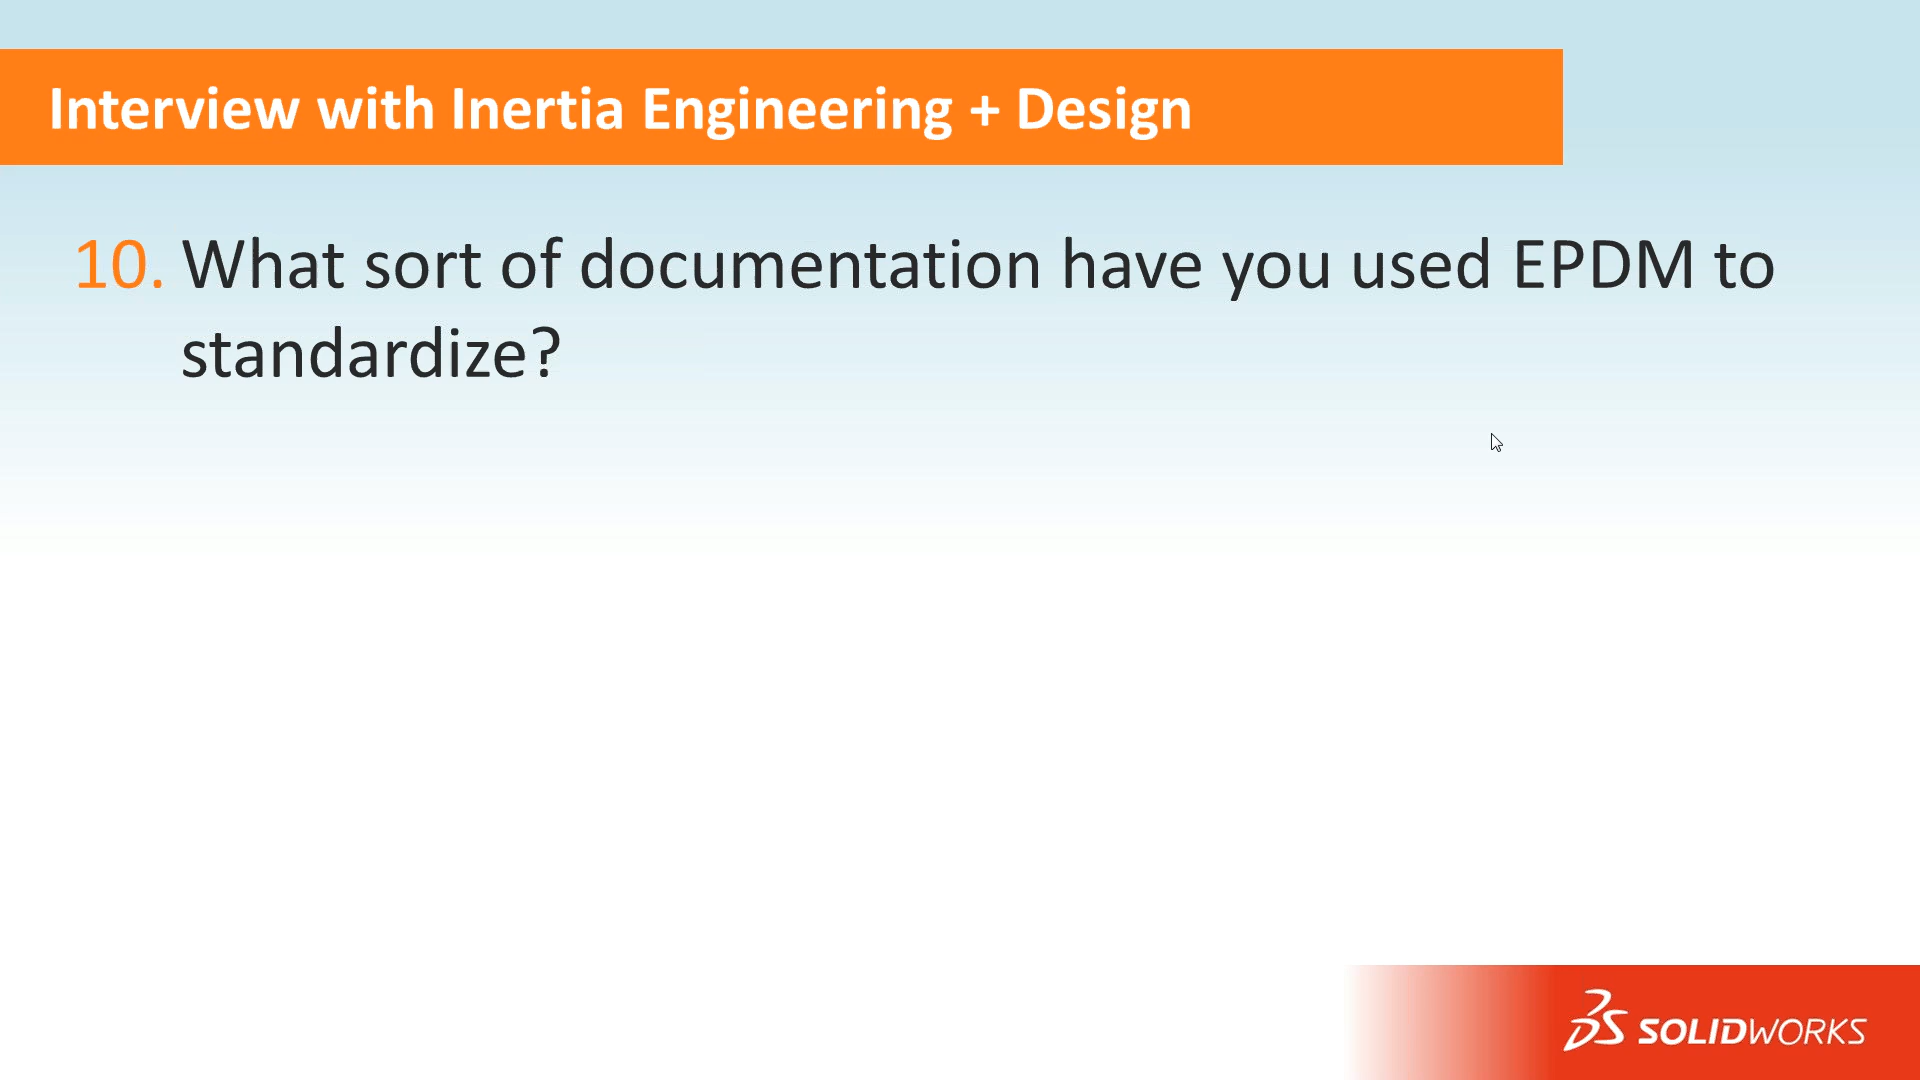 Interview with Inertia Engineering + Design
10. What sort of documentation have you used EPDM to
standardize?
SOLIDWORKS